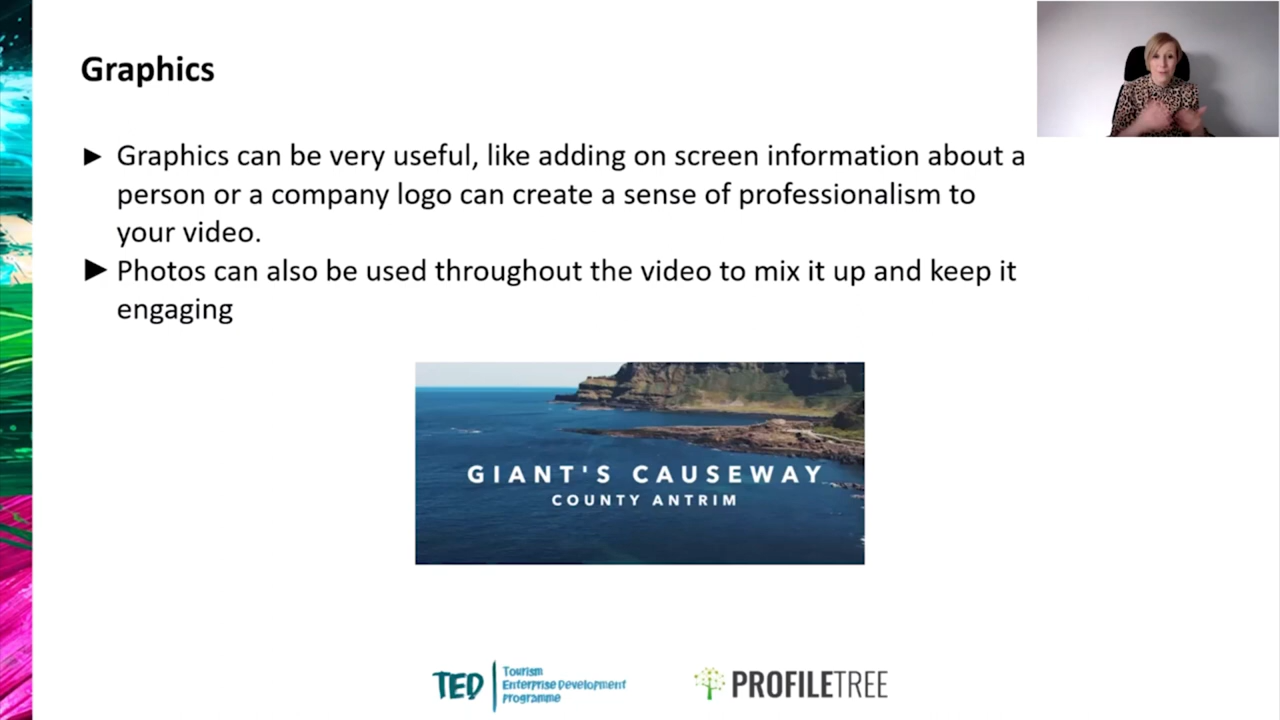 Graphics
Graphics can be very useful, like adding on screen information about a
person or a company logo can create a sense of professionalism to
your video.
Photos can also be used throughout the video to mix it up and keep it
engaging
GIANT'S CAUSEWAY
COUNTY ANTRIM
TED
Tourism
Enterprise Development
Programme
PROFILETREE